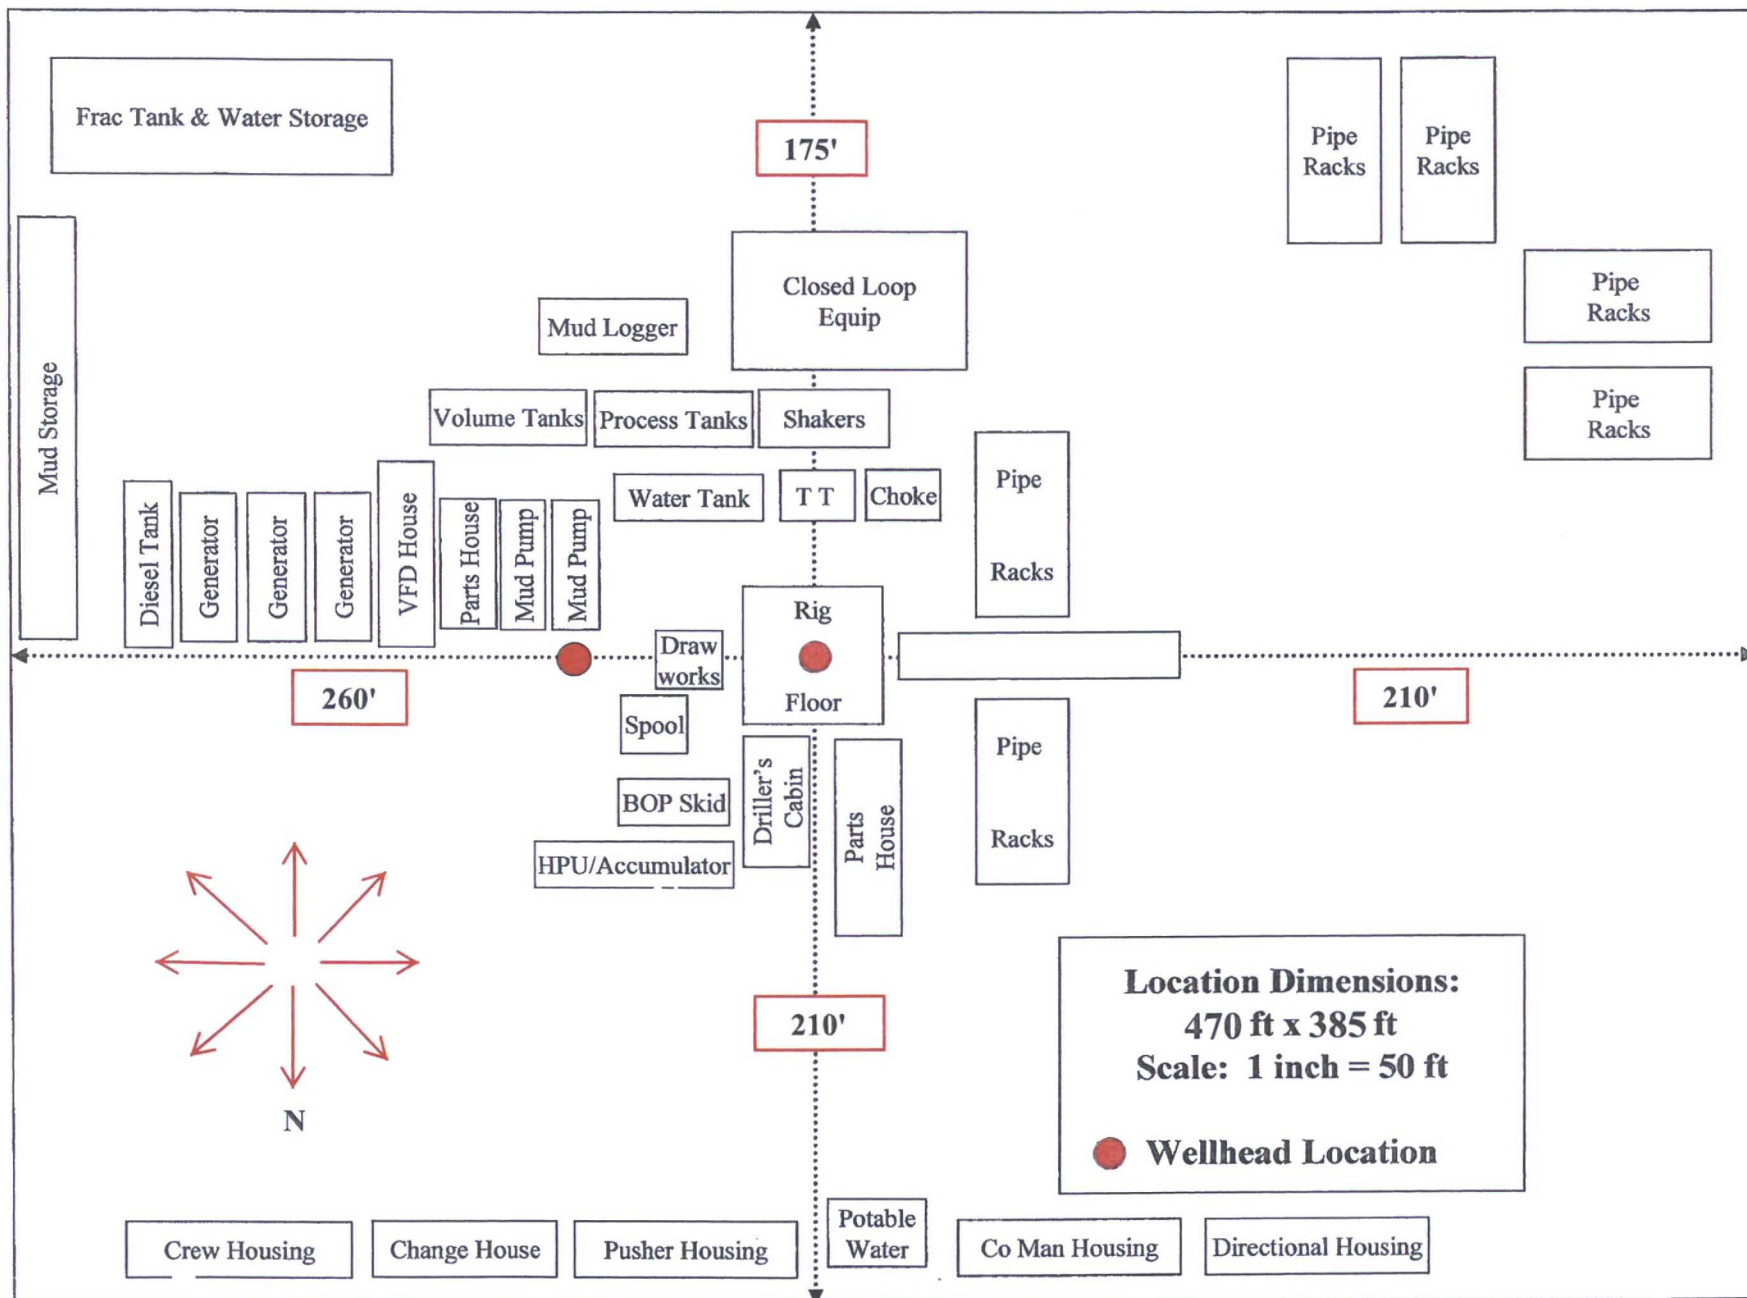 Frac Tank & Water Storage
175'
Pipe
Racks
Pipe
Racks
Closed Loop
Equip
Pipe
Racks
Mud Logger
Mud Storage
Pipe
Racks
Volume Tanks
Process Tanks
Shakers
Pipe
Racks
Water Tank
T T
Choke
Diesel Tank
Generator
Generator
Generator
VFD House
Parts House
Mud Pump
Mud Pump
Rig
Floor
Draw
works
260'
210'
Spool
Pipe
Racks
BOP Skid
Driller's
Cabin
Parts
House
HPU/Accumulator
N
210'
Location Dimensions:
470 ft x 385 ft
Scale: 1 inch = 50 ft
Wellhead Location
Crew Housing
Change House
Pusher Housing
Potable
Water
Co Man Housing
Directional Housing